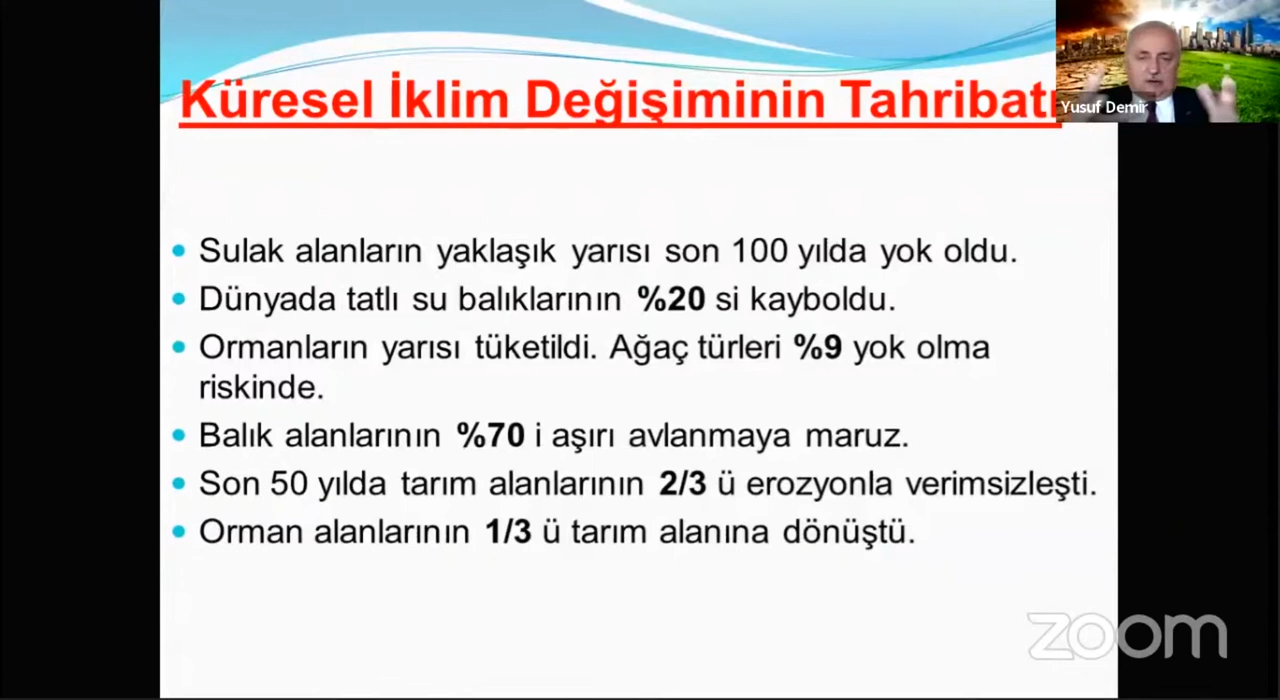 Küresel İklim Değişiminin Tahribatı
Yusuf Demir
• Sulak alanların yaklaşık yarısı son 100 yılda yok oldu.
• Dünyada tatlı su balıklarının %20 si kayboldu.
• Ormanların yarısı tüketildi. Ağaç türleri %9 yok olma
riskinde.
• Balık alanlarının %70 i aşırı avlanmaya maruz.
• Son 50 yılda tarım alanlarının 2/3 ü erozyonla verimsizleşti.
• Orman alanlarının 1/3 ü tarım alanına dönüştü.
zoom